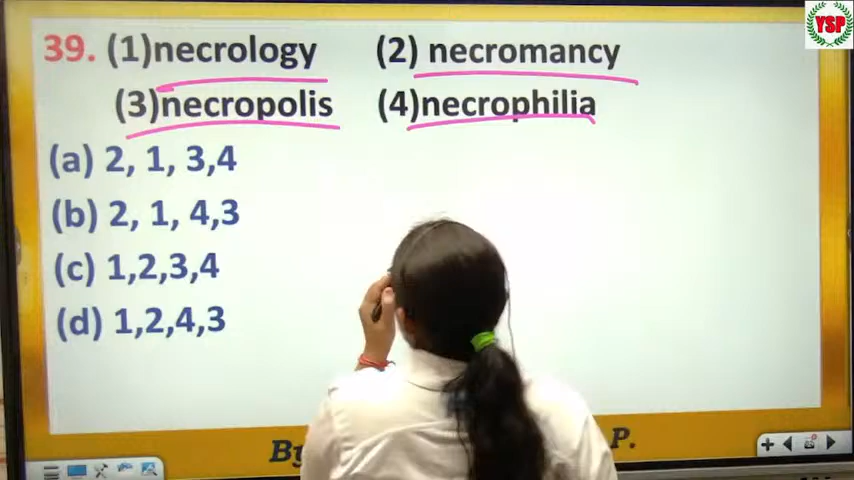 YSP
39. (1)necrology (2) necromancy
(3)necropolis (4)necrophilia
(a) 2, 1, 3,4
(b) 2, 1, 4,3
(c) 1,2,3,4
(d) 1,2,4,3
By P.